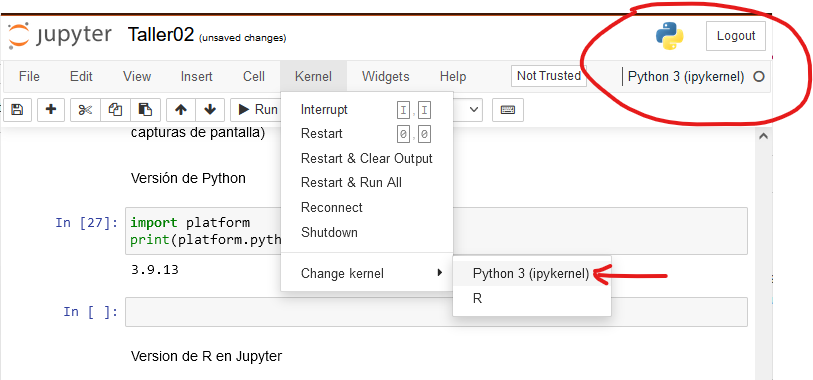 jupyter Taller02 (unsaved changes) Logout
File Edit View Insert Cell Kernel Widgets Help Not Trusted Python 3 (ipykernel)
Run
Interrupt I , I
Restart 0 , 0
Restart & Clear Output
Restart & Run All
Reconnect
Shutdown
Change kernel
Python 3 (ipykernel)
R
capturas de pantalla)
Versión de Python
In [27]: import platform
print(platform.pyth
3.9.13
In [ ]:
Version de R en Jupyter